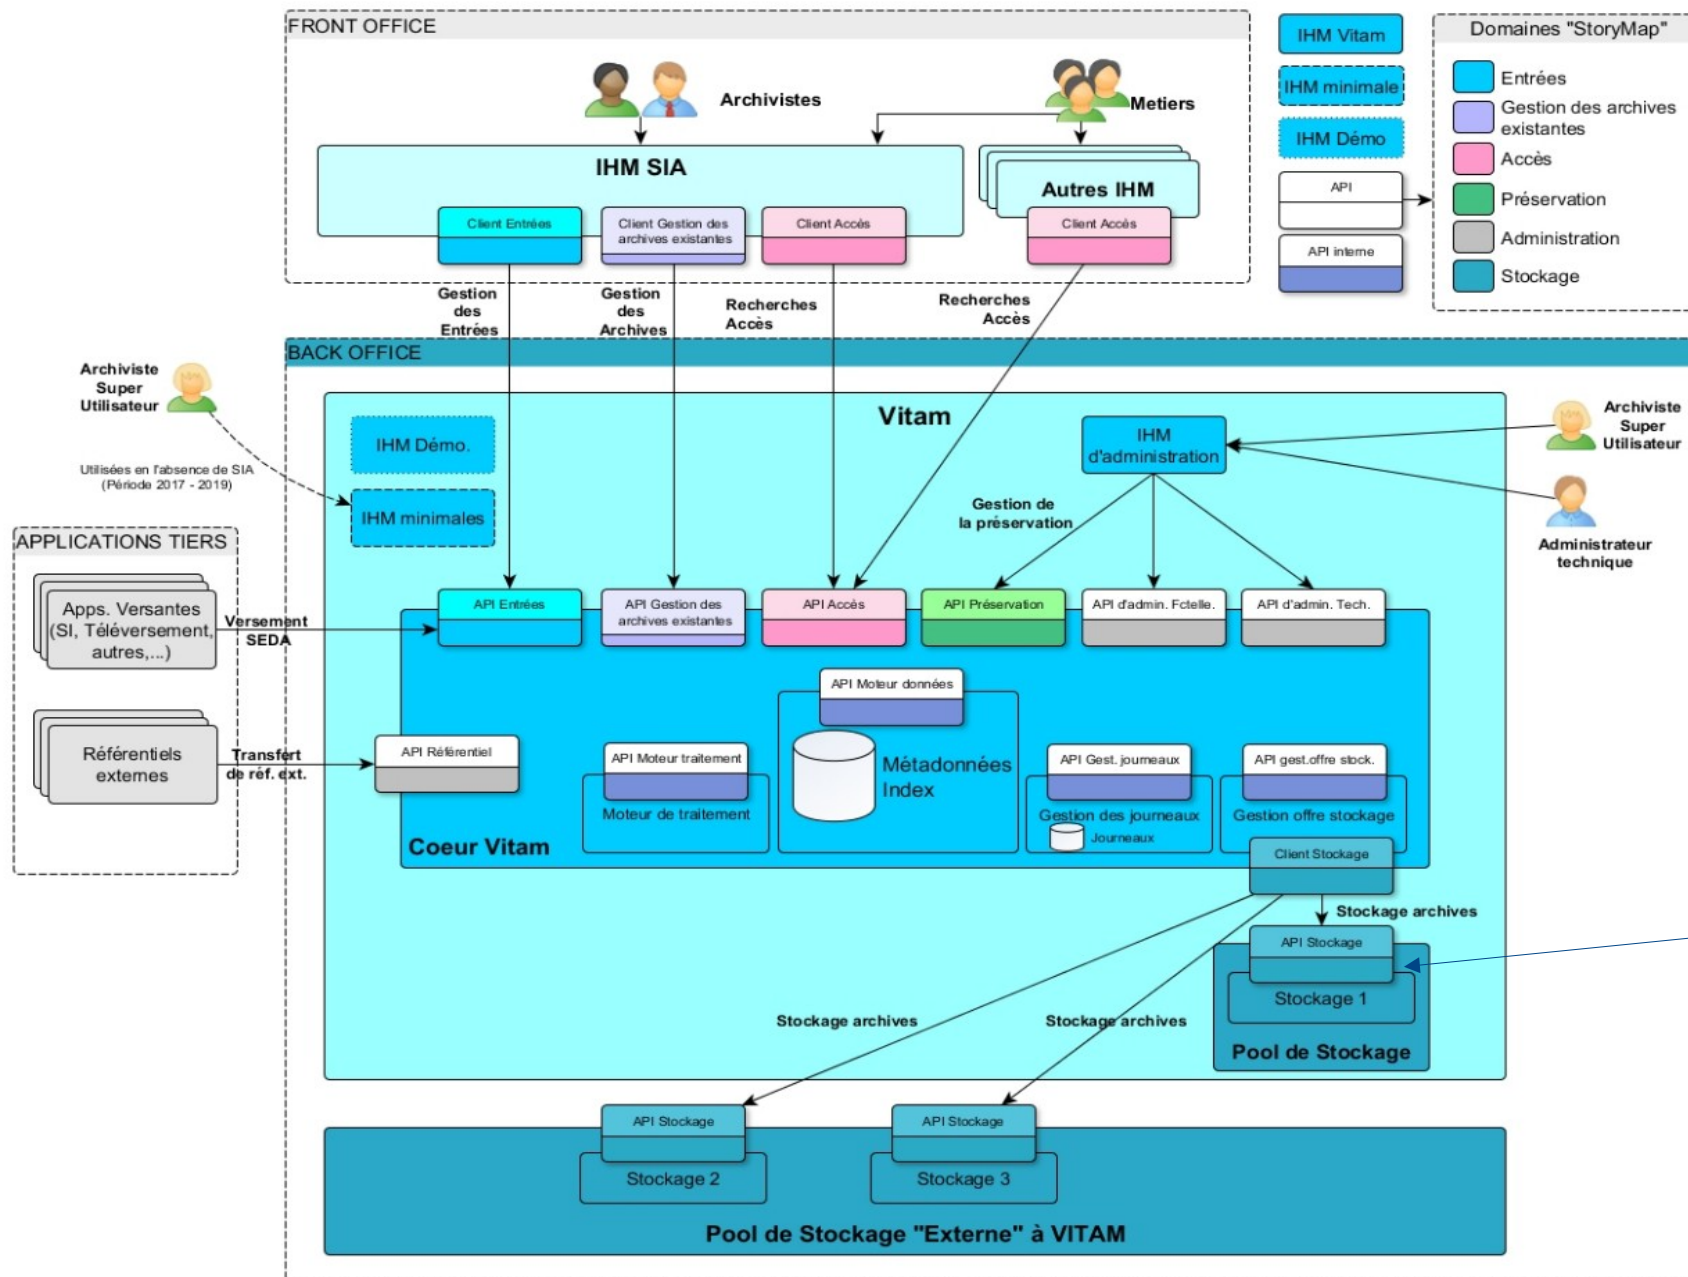 FRONT OFFICE
Archivistes
Metiers
IHM SIA
Autres IHM
Client Entrées
Client Gestion des
archives existantes
Client Accès
Client Accès
IHM Vitam
IHM minimale
IHM Démo
API
API interne
Domaines "StoryMap"
Entrées
Gestion des archives
existantes
Accès
Préservation
Administration
Stockage
Gestion
des
Entrées
Gestion
des
Archives
Recherches
Accès
Recherches
Accès
BACK OFFICE
Archiviste
Super
Utilisateur
Utilisées en l'absence de SIA
(Période 2017 - 2019)
Vitam
IHM Démo.
IHM minimales
IHM
d'administration
Archiviste
Super
Utilisateur
Administrateur
technique
Gestion de
la préservation
APPLICATIONS TIERS
Apps. Versantes
(SI, Téléversement,
autres,...)
Versement
SEDA
Référentiels
externes
Transfért
de réf. ext.
API Entrées
API Gestion des
archives existantes
API Accès
API Préservation
API d'admin. Fctelle.
API d'admin. Tech.
API Référentiel
API Moteur traitement
Moteur de traitement
API Moteur données
Métadonnées
Index
API Gest. journeaux
Gestion des journeaux
Journeaux
API gest.offre stock.
Gestion offre stockage
Coeur Vitam
Client Stockage
Stockage archives
API Stockage
Stockage 1
Pool de Stockage
Stockage archives
Stockage archives
API Stockage
Stockage 2
API Stockage
Stockage 3
Pool de Stockage "Externe" à VITAM